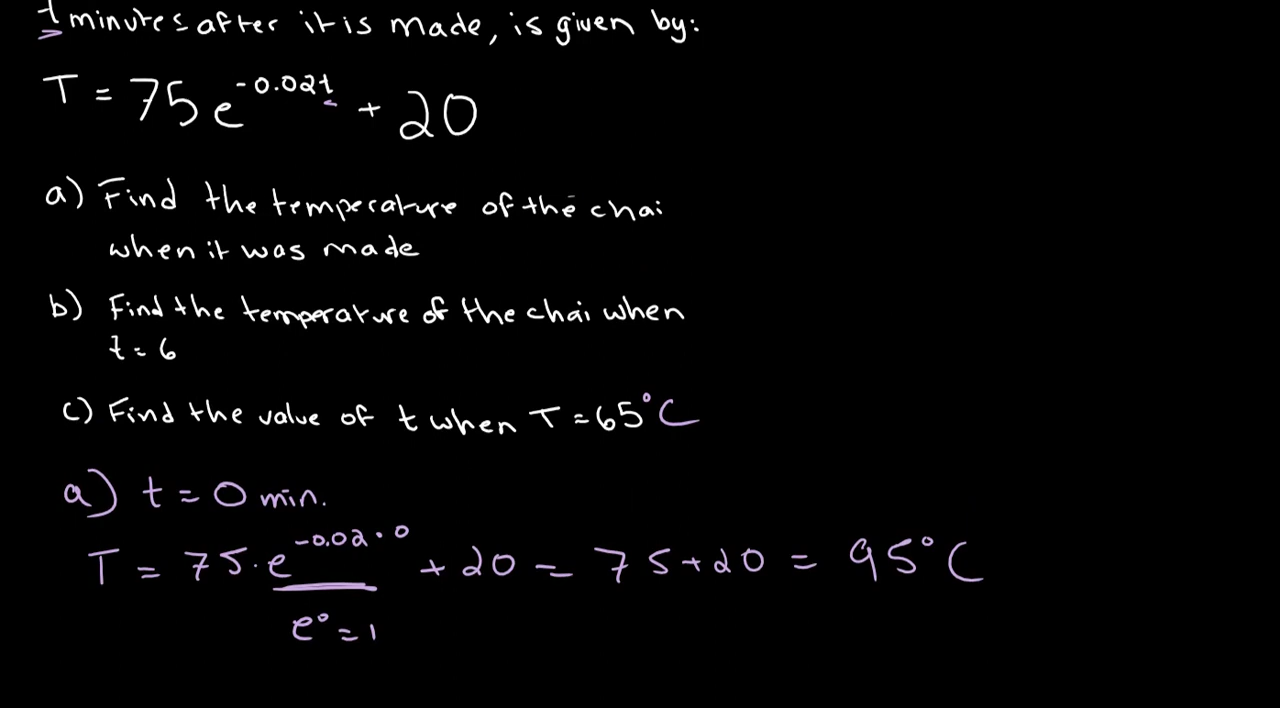 t minutes after it is made, is given by:
T = 75e^-0.02t + 20
a) Find the temperature of the chai
when it was made
b) Find the temperature of the chai when
t = 6
c) Find the value of t when T = 65°C
a) t = 0 min.
T = 75·e^-0.02·0 + 20 = 75 + 20 = 95°C
e° = 1